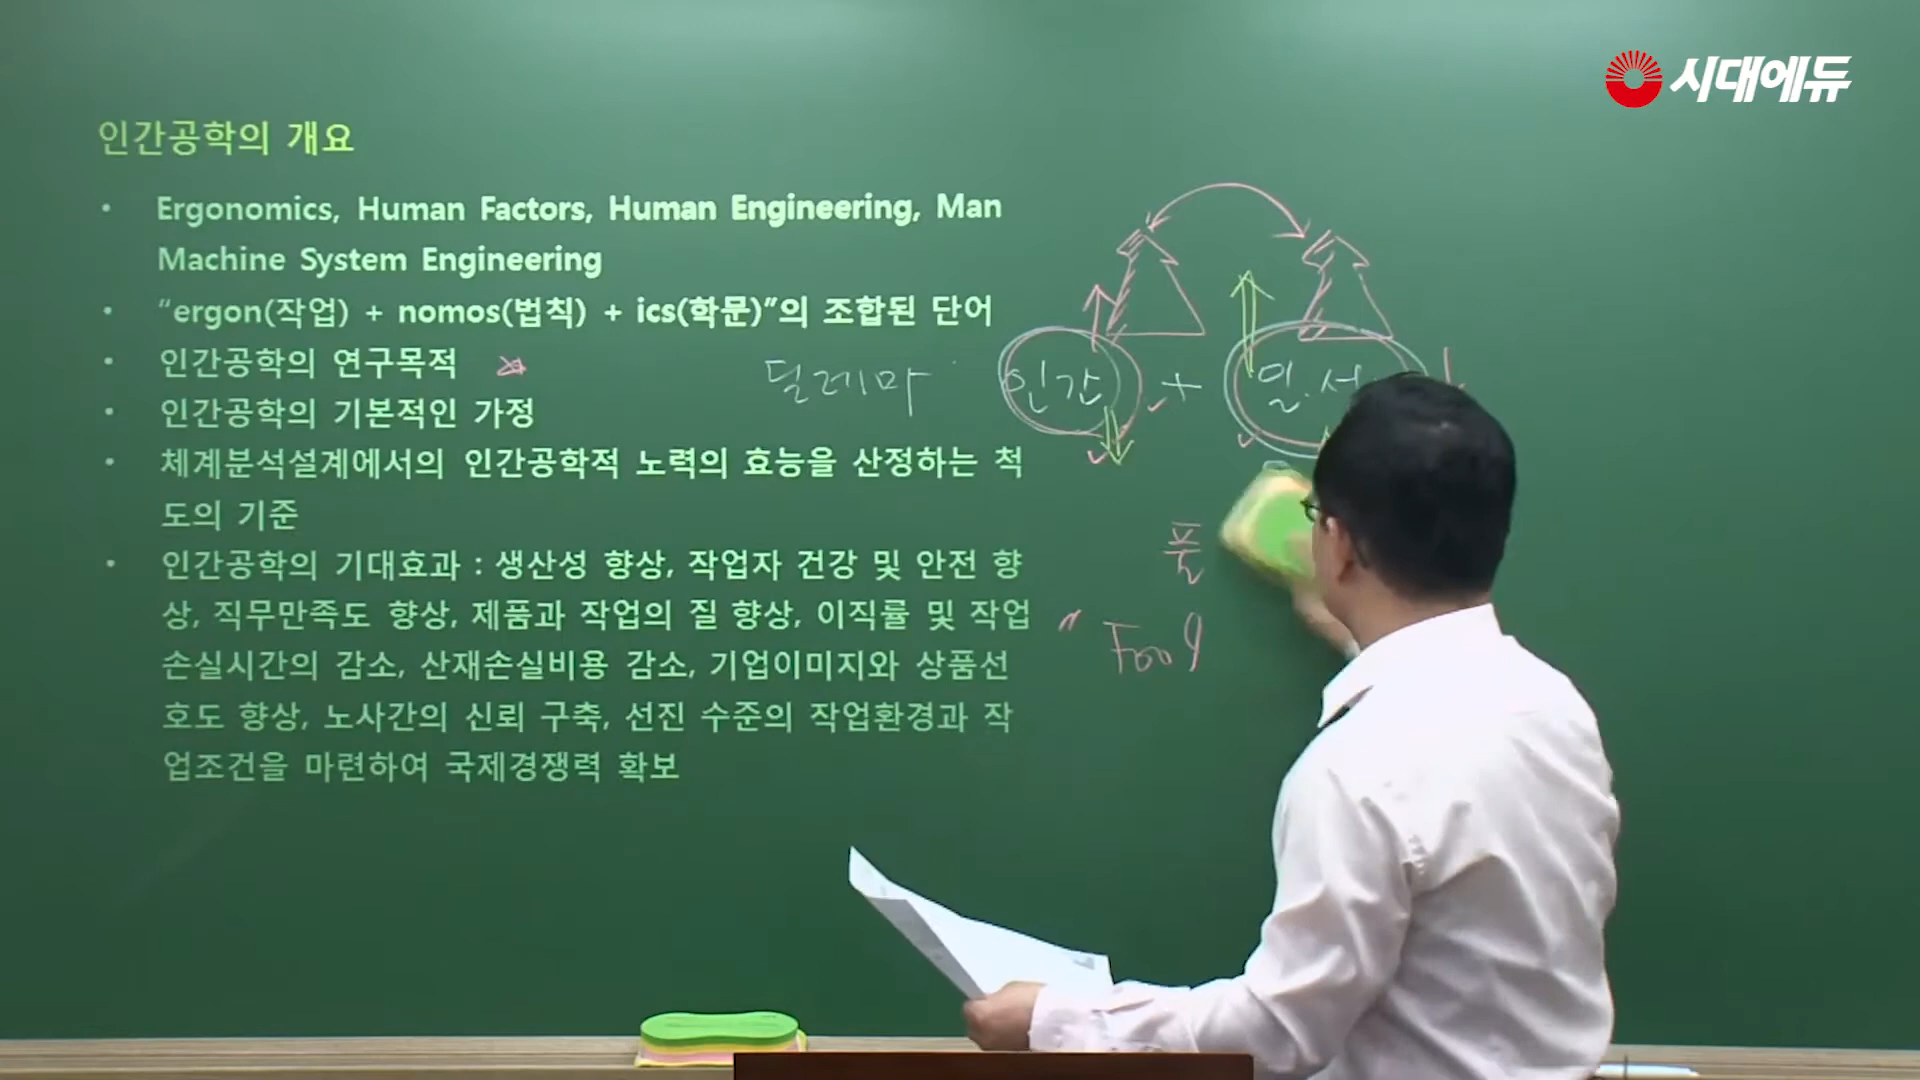 시대에듀
인간공학의 개요
• Ergonomics, Human Factors, Human Engineering, Man
Machine System Engineering
• “ergon(작업) + nomos(법칙) + ics(학문)”의 조합된 단어
• 인간공학의 연구목적
• 인간공학의 기본적인 가정
• 체계분석설계에서의 인간공학적 노력의 효능을 산정하는 척
도의 기준
• 인간공학의 기대효과 : 생산성 향상, 작업자 건강 및 안전 향
상, 직무만족도 향상, 제품과 작업의 질 향상, 이직률 및 작업
손실시간의 감소, 산재손실비용 감소, 기업이미지와 상품선
호도 향상, 노사간의 신뢰 구축, 선진 수준의 작업환경과 작
업조건을 마련하여 국제경쟁력 확보
딜레마
인간 + 일.